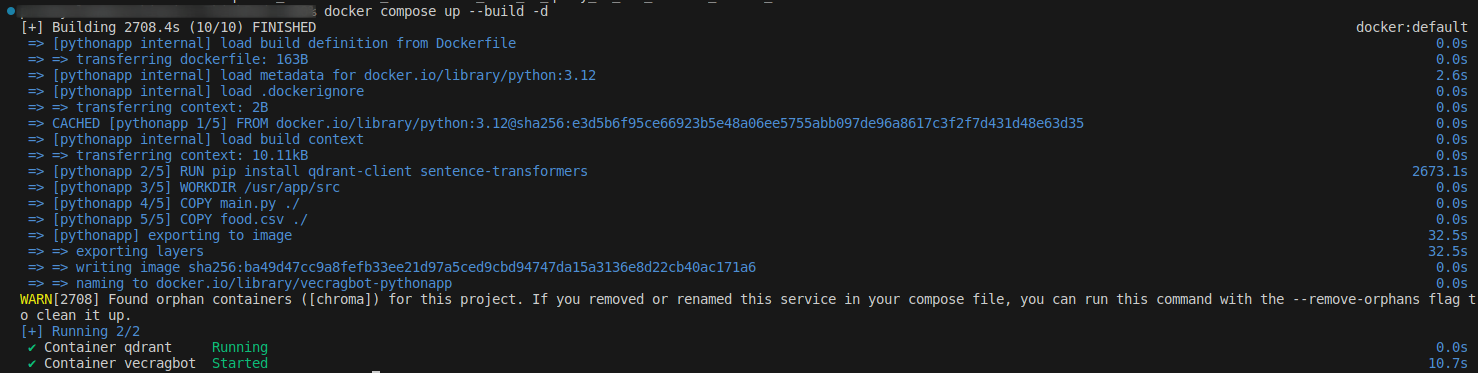 docker compose up --build -d
[+] Building 2708.4s (10/10) FINISHED docker:default
=> [pythonapp internal] load build definition from Dockerfile 0.0s
=> => transferring dockerfile: 163B 0.0s
=> [pythonapp internal] load metadata for docker.io/library/python:3.12 2.6s
=> [pythonapp internal] load .dockerignore 0.0s
=> => transferring context: 2B 0.0s
=> CACHED [pythonapp 1/5] FROM docker.io/library/python:3.12@sha256:e3d5b6f95ce66923b5e48a06ee5755abb097de96a8617c3f2f7d431d48e63d35 0.0s
=> [pythonapp internal] load build context 0.0s
=> => transferring context: 10.11kB 0.0s
=> [pythonapp 2/5] RUN pip install qdrant-client sentence-transformers 2673.1s
=> [pythonapp 3/5] WORKDIR /usr/app/src 0.0s
=> [pythonapp 4/5] COPY main.py ./ 0.0s
=> [pythonapp 5/5] COPY food.csv ./ 0.0s
=> [pythonapp] exporting to image 32.5s
=> => exporting layers 32.5s
=> => writing image sha256:ba49d47cc9a8fefb33ee21d97a5ced9cbd94747da15a3136e8d22cb40ac171a6 0.0s
=> => naming to docker.io/library/vecragbot-pythonapp 0.0s
WARN[2708] Found orphan containers ([chroma]) for this project. If you removed or renamed this service in your compose file, you can run this command with the --remove-orphans flag t
o clean it up.
[+] Running 2/2
✔ Container qdrant Running 0.0s
✔ Container vecragbot Started 10.7s